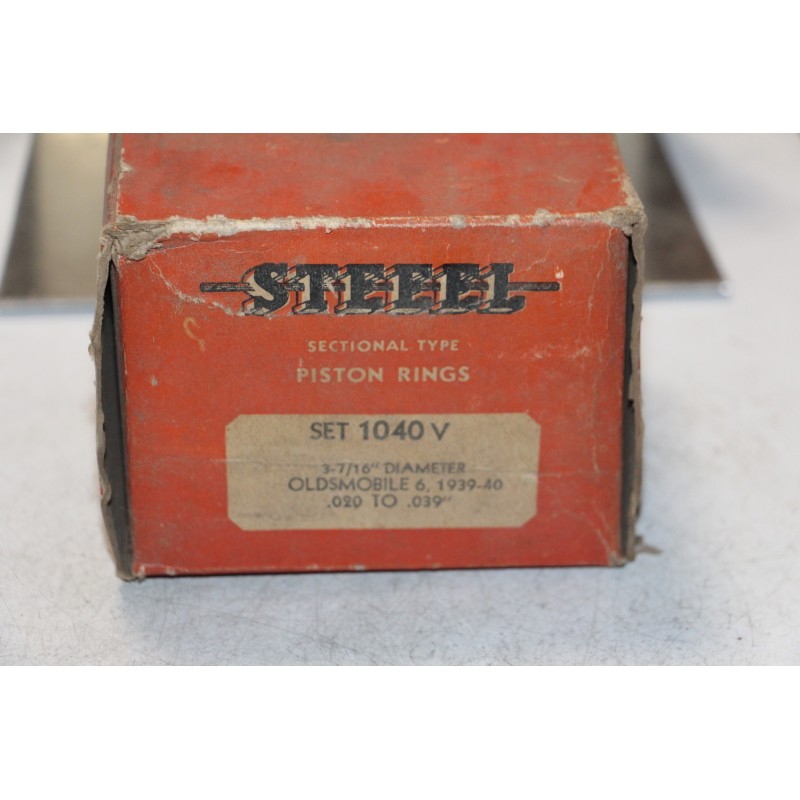 STEEEL
SECTIONAL TYPE
PISTON RINGS
SET 1040 V
3-7/16" DIAMETER
OLDSMOBILE 6, 1939-40
.020 TO .039"